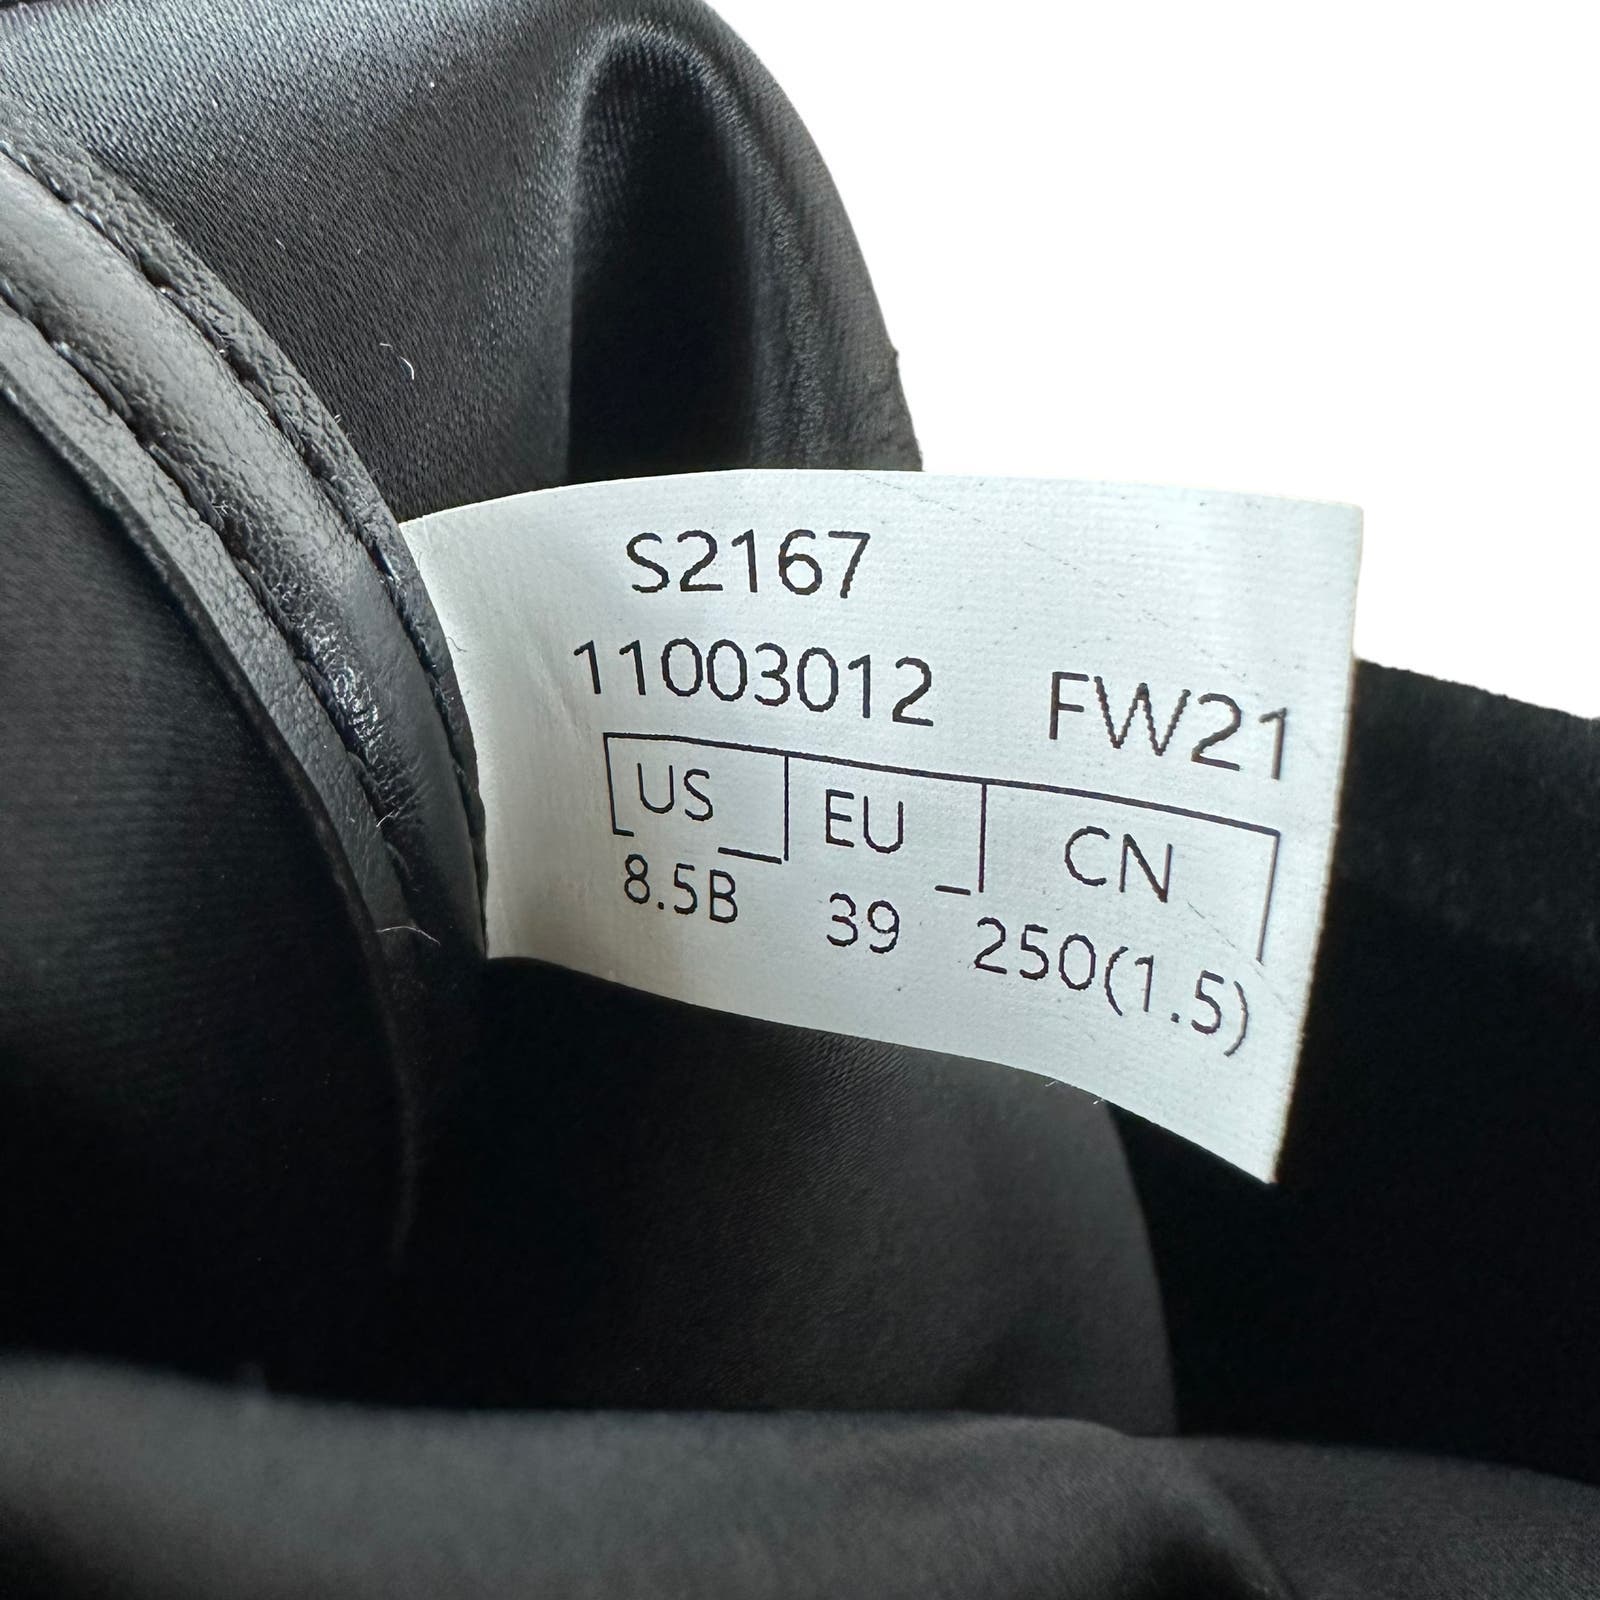 S2167
11003012 FW21
US EU CN
8.5B 39 250(1.5)